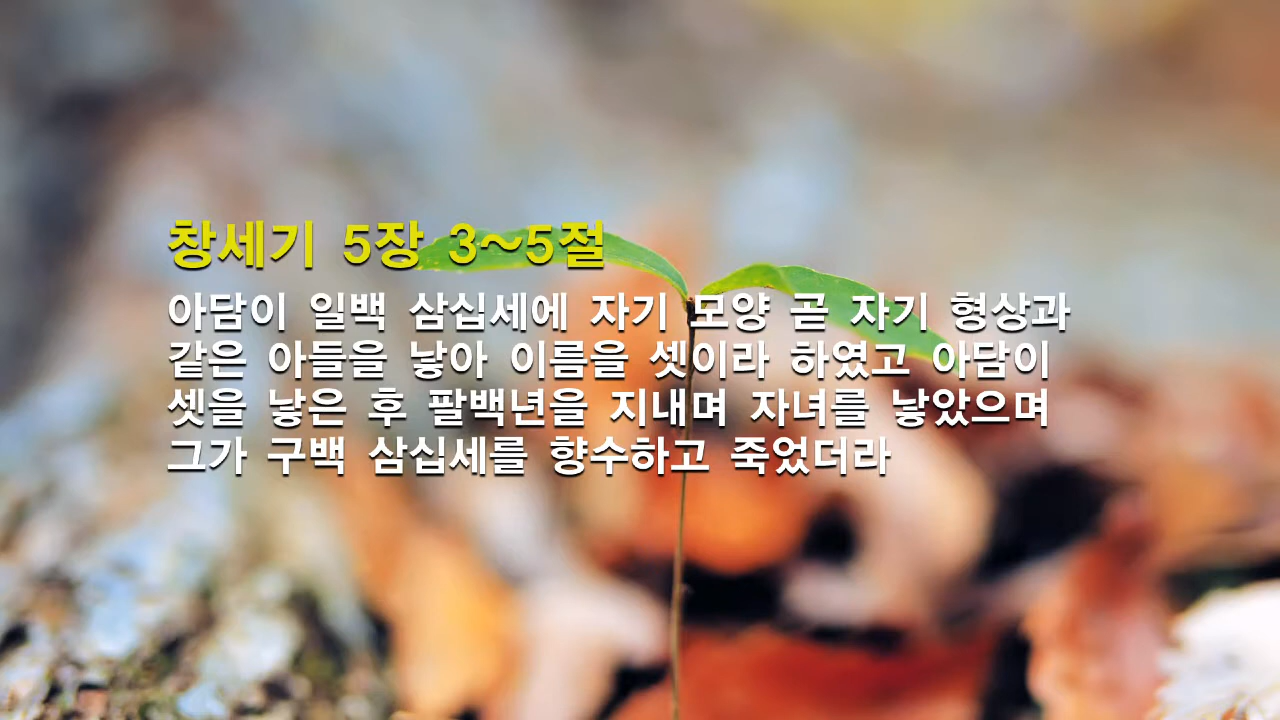 창세기 5장 3~5절
아담이 일백 삼십세에 자기 모양 곧 자기 형상과
같은 아들을 낳아 이름을 셋이라 하였고 아담이
셋을 낳은 후 팔백년을 지내며 자녀를 낳았으며
그가 구백 삼십세를 향수하고 죽었더라